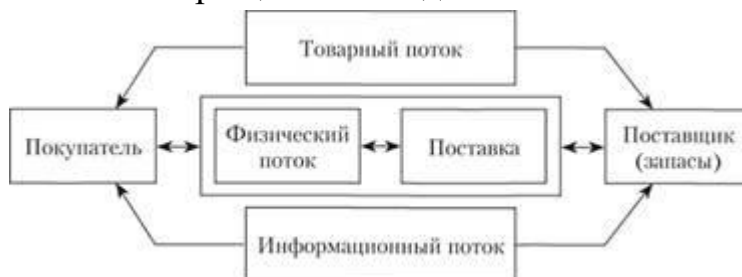 Товарный поток
Покупатель
Физический
поток
Поставка
Поставщик
(запасы)
Информационный поток